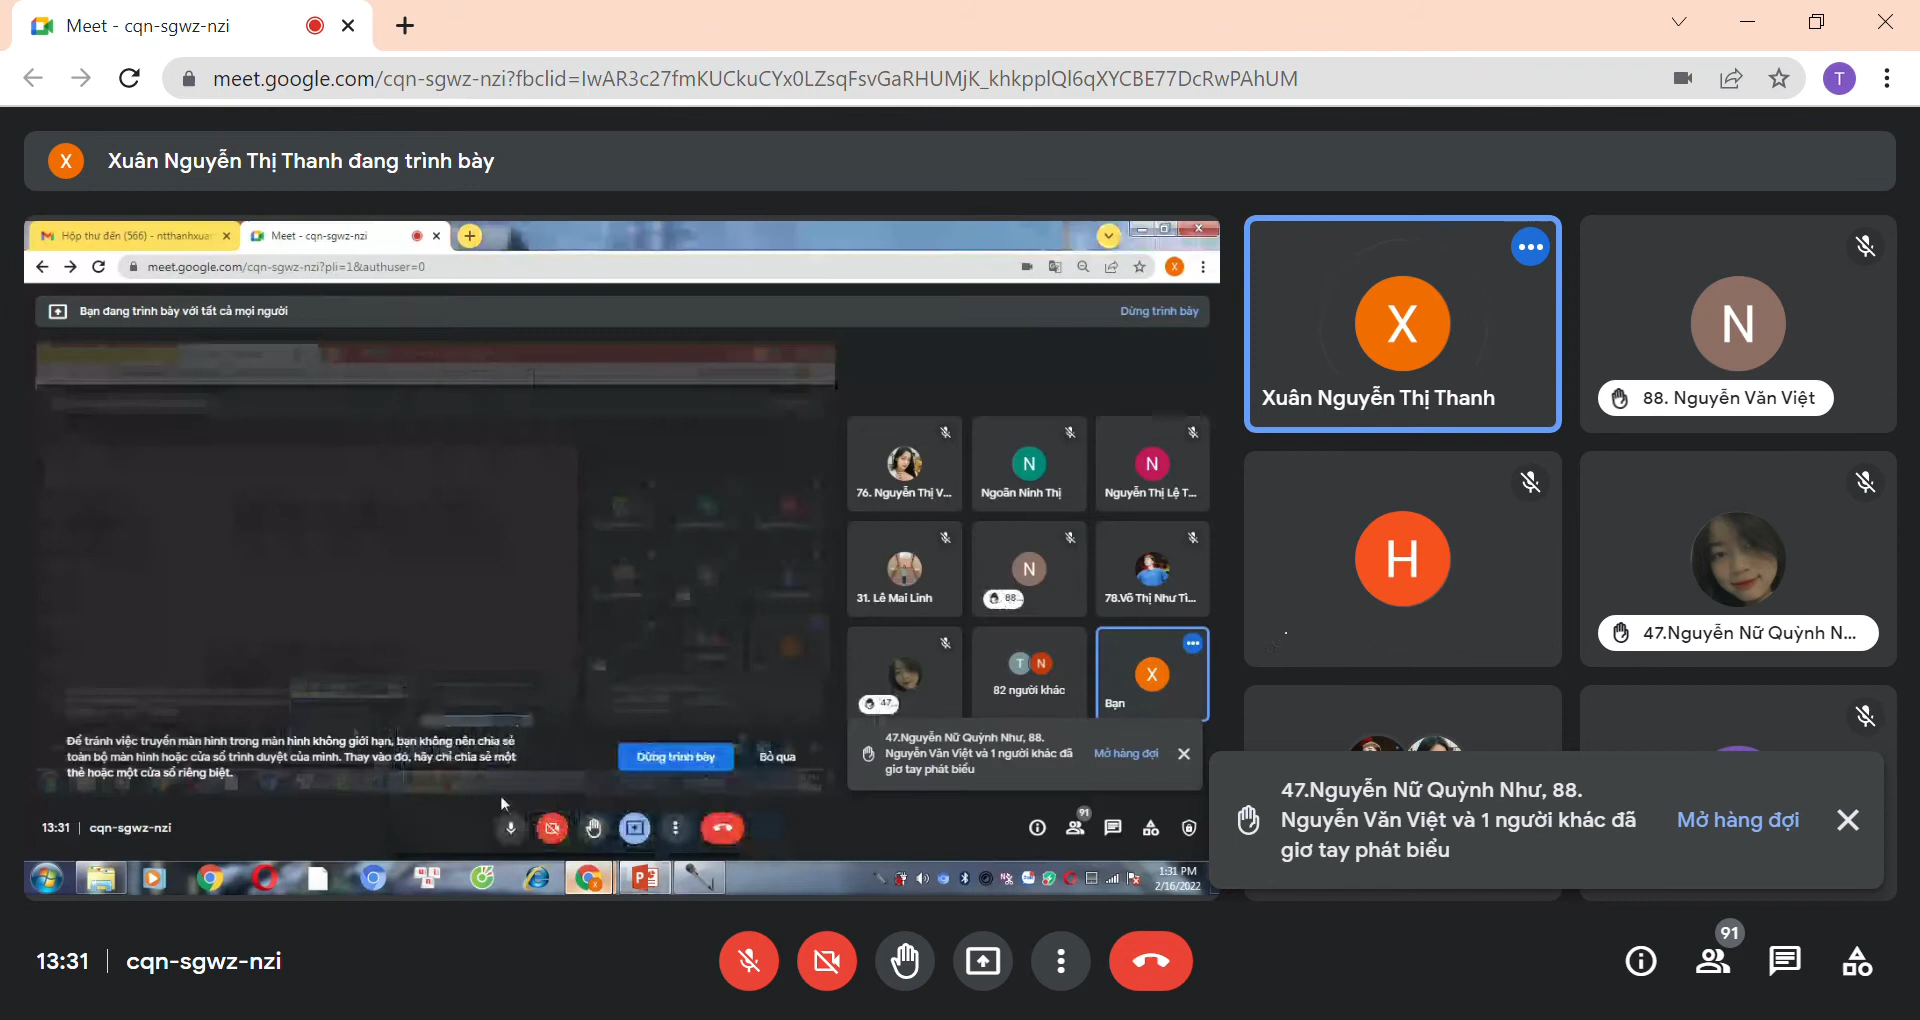 Meet - cqn-sgwz-nzi
meet.google.com/cqn-sgwz-nzi?fbclid=IwAR3c27fmKUCkuCYx0LZsqFsvGaRHUMjK_khkpplQl6qXYCBE77DcRwPAhUM
T
X
Xuân Nguyễn Thị Thanh đang trình bày
Hộp thư đến (566) - ntthanhxuan
Meet - cqn-sgwz-nzi
meet.google.com/cqn-sgwz-nzi?pli=1&authuser=0
X
Bạn đang trình bày với tất cả mọi người
Dừng trình bày
76. Nguyễn Thị V...
N
Ngoãn Ninh Thị
N
Nguyễn Thị Lệ T...
31. Lê Mai Linh
N
88...
78.Võ Thị Như Tì...
47...
T N
82 người khác
X
Bạn
Để tránh việc truyền màn hình trong màn hình không giới hạn, bạn không nên chia sẻ
toàn bộ màn hình hoặc cửa sổ trình duyệt của mình. Thay vào đó, hãy chỉ chia sẻ một
thẻ hoặc một cửa sổ riêng biệt.
Dừng trình bày
Bỏ qua
47.Nguyễn Nữ Quỳnh Như, 88.
Nguyễn Văn Việt và 1 người khác đã
giơ tay phát biểu
Mở hàng đợi
13:31 | cqn-sgwz-nzi
91
1:31 PM
2/16/2022
X
Xuân Nguyễn Thị Thanh
N
88. Nguyễn Văn Việt
H
47.Nguyễn Nữ Quỳnh N...
47.Nguyễn Nữ Quỳnh Như, 88.
Nguyễn Văn Việt và 1 người khác đã
giơ tay phát biểu
Mở hàng đợi
13:31 | cqn-sgwz-nzi
91